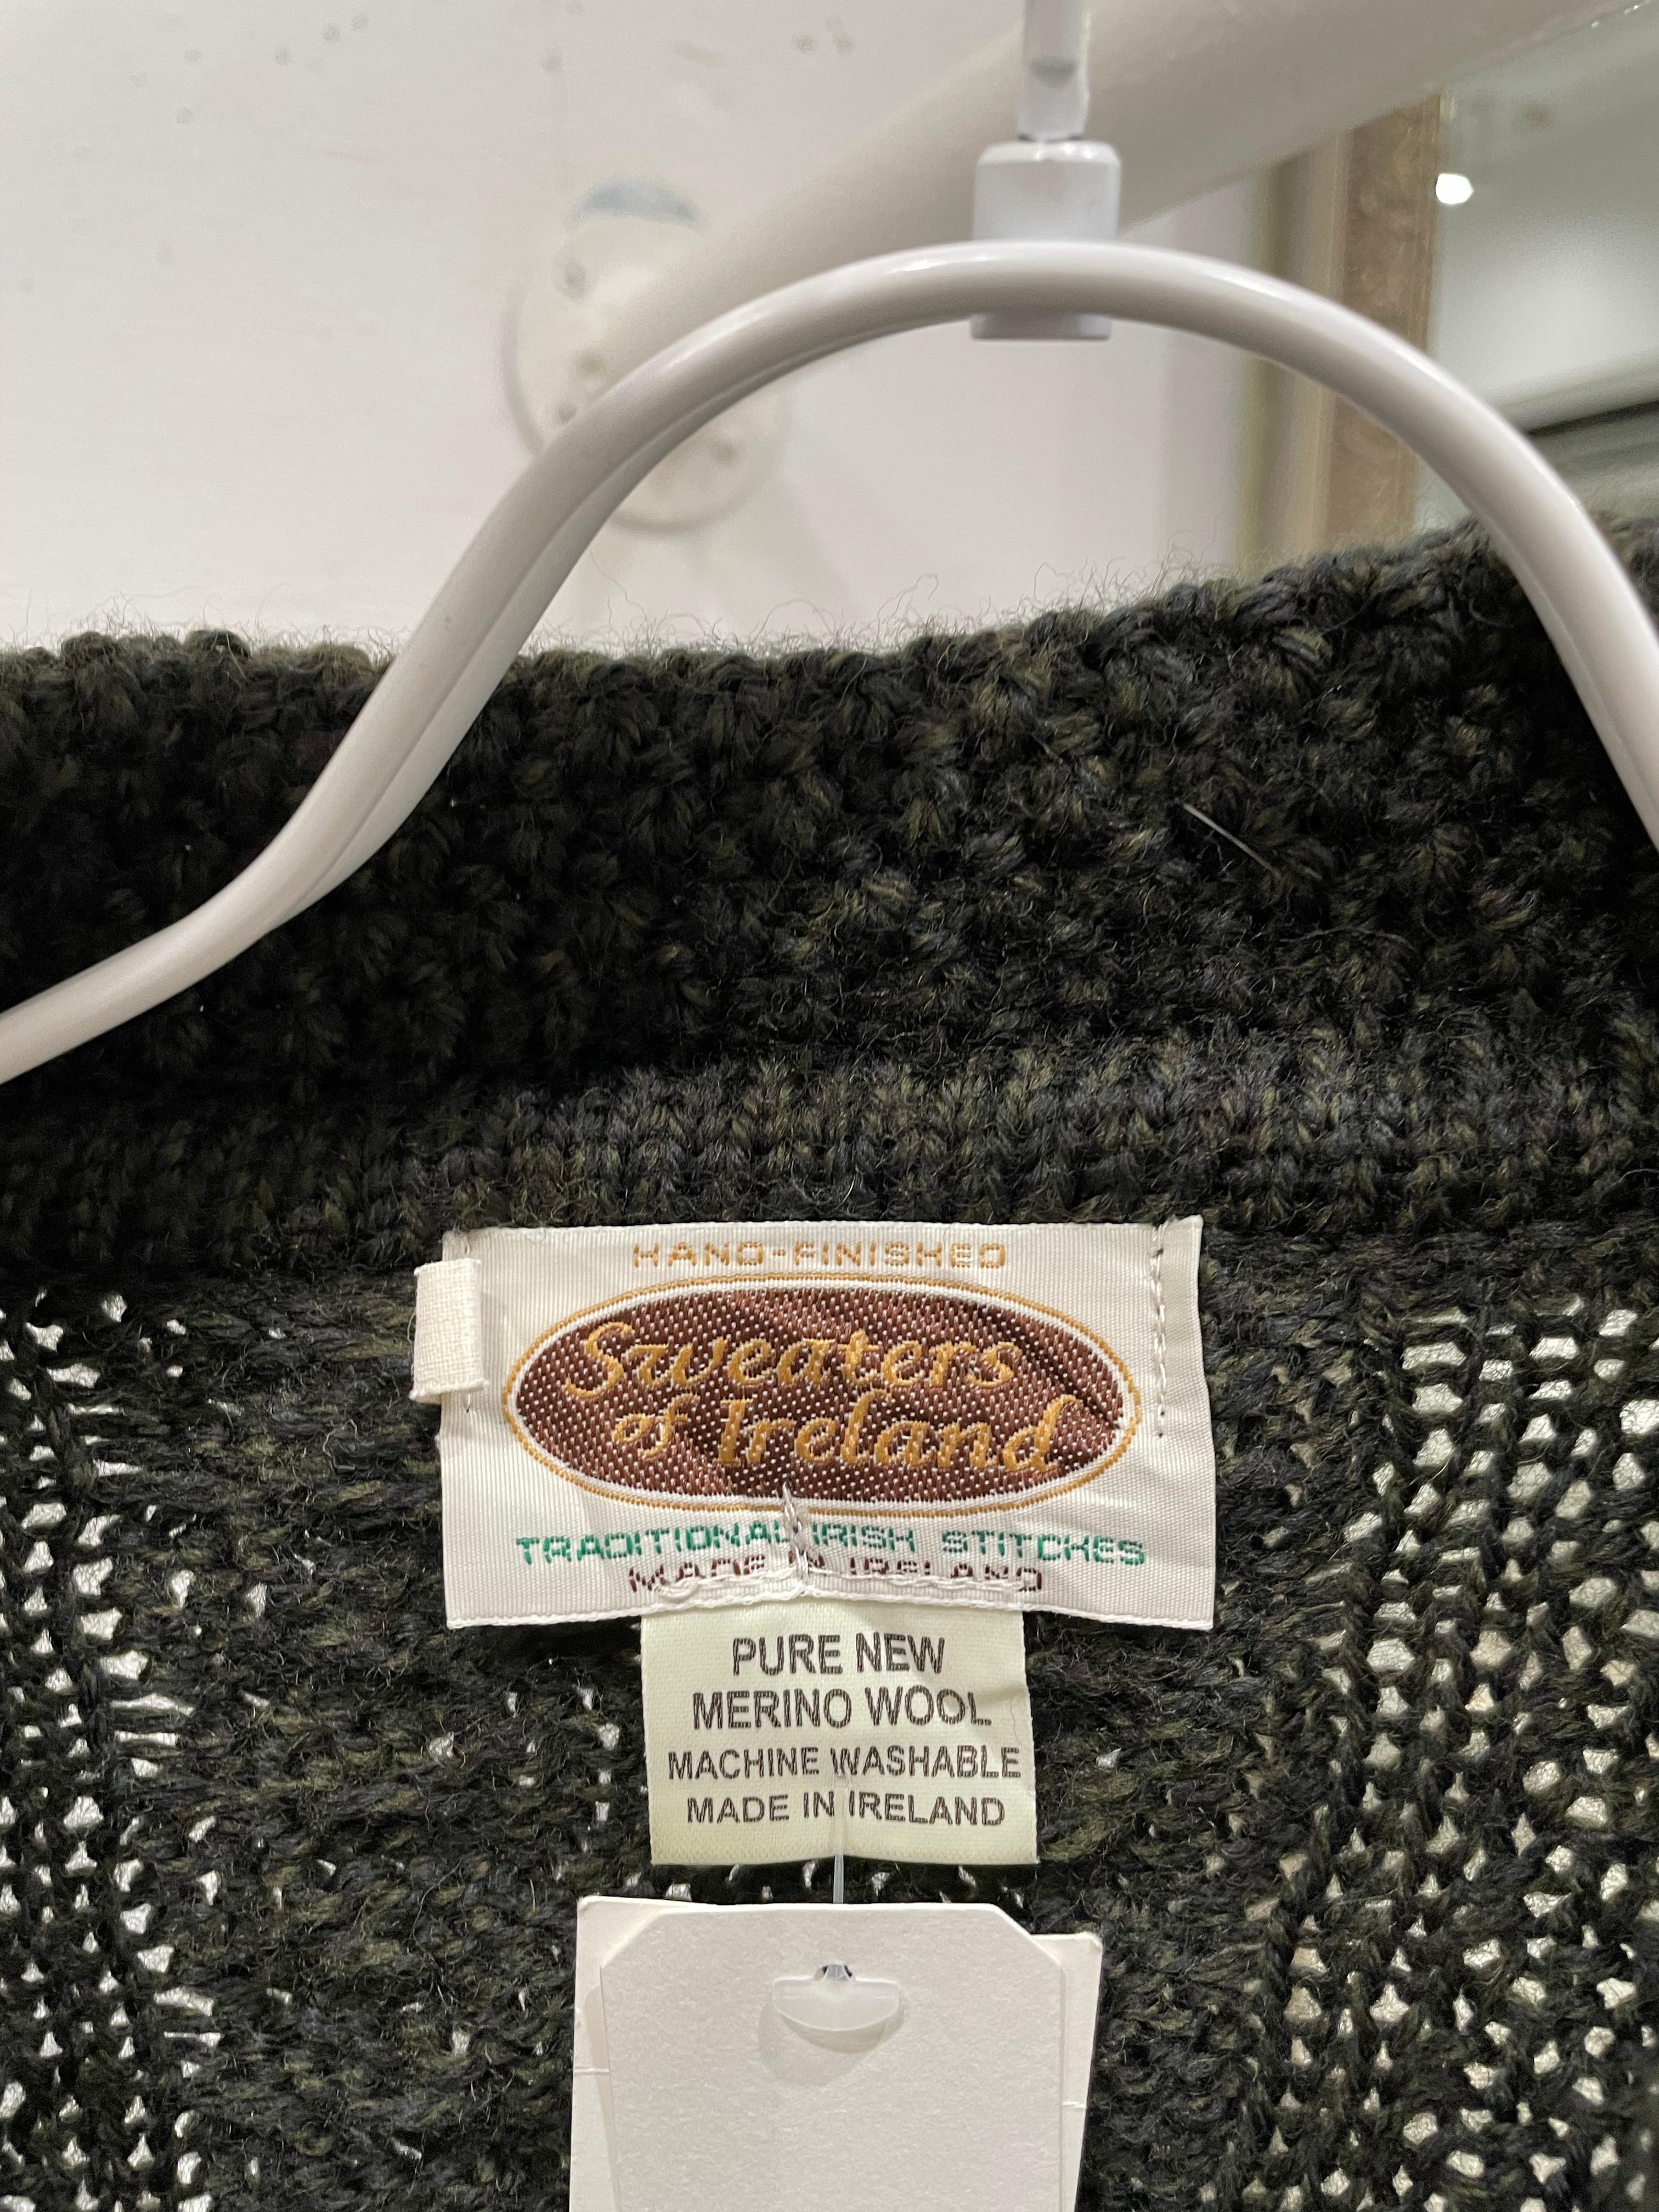 HAND-FINISHED
Sweaters
of Ireland
TRADITIONAL IRISH STITCHES
MADE IN IRELAND
PURE NEW
MERINO WOOL
MACHINE WASHABLE
MADE IN IRELAND